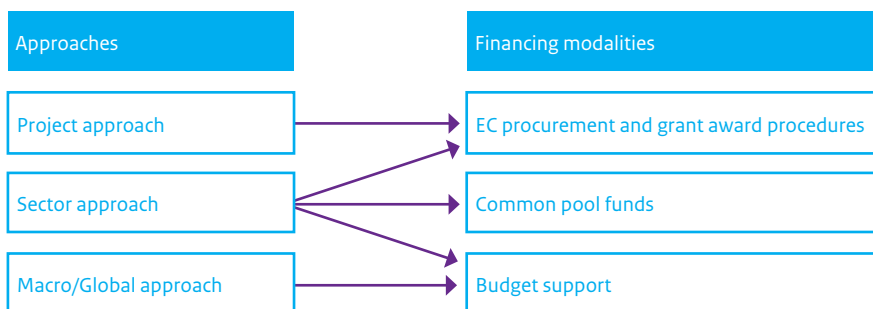 Approaches
Financing modalities
Project approach
EC procurement and grant award procedures
Sector approach
Common pool funds
Macro/Global approach
Budget support